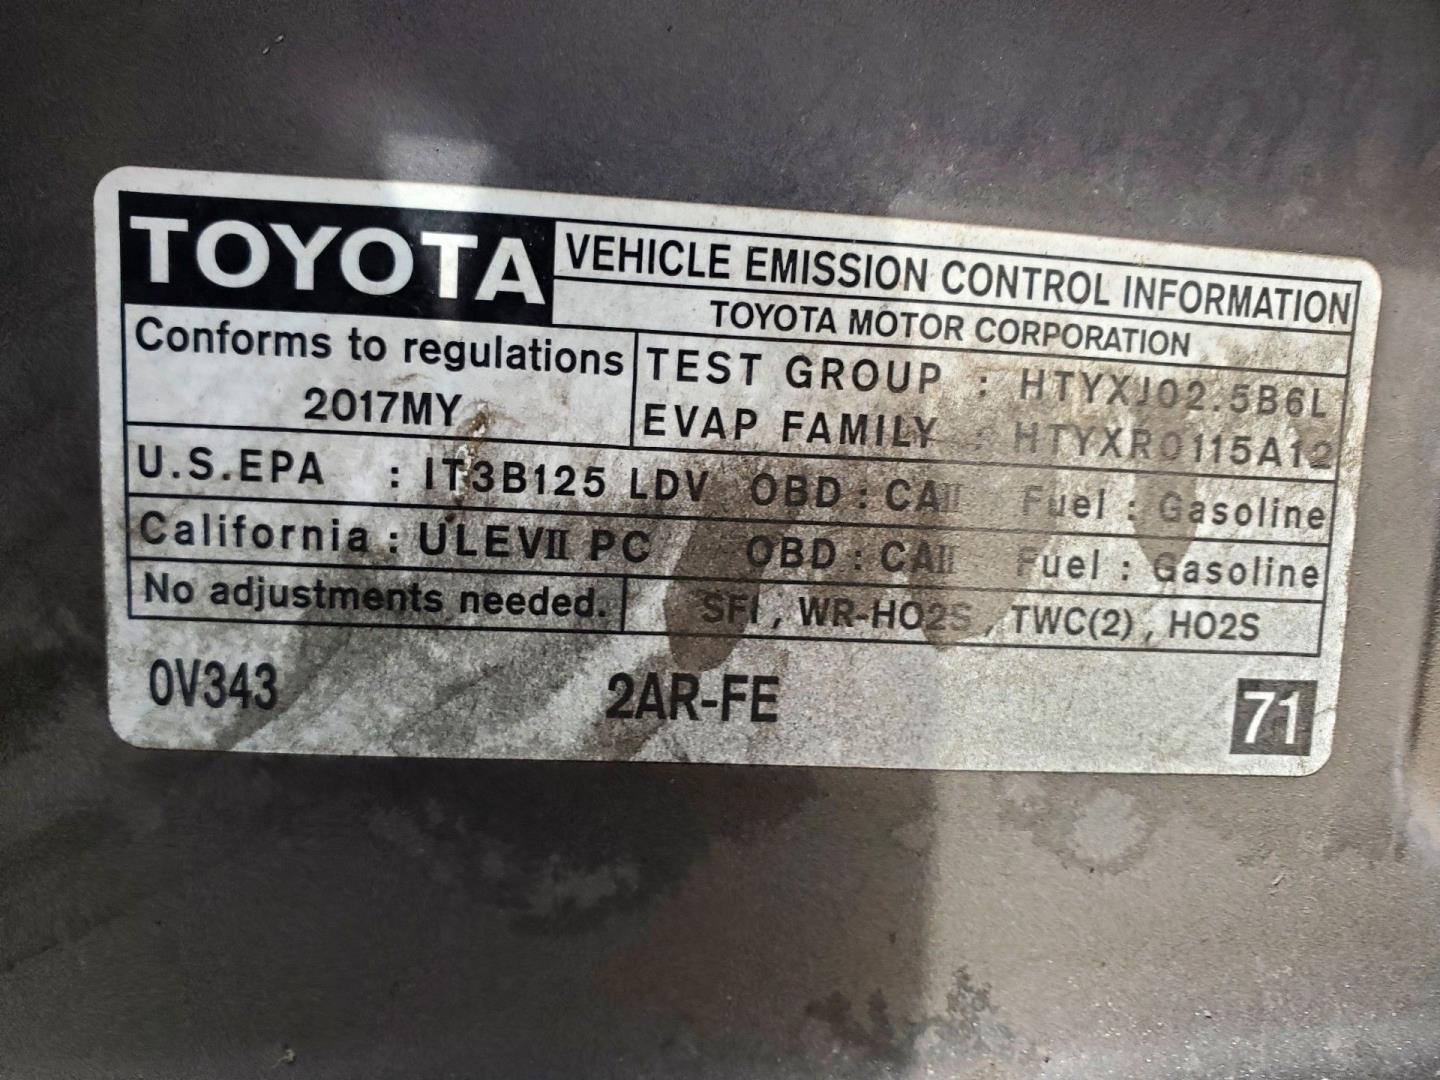 TOYOTA VEHICLE EMISSION CONTROL INFORMATION
TOYOTA MOTOR CORPORATION
Conforms to regulations
2017MY
TEST GROUP : HTYXJ02.5B6L
EVAP FAMILY : HTYXR0115A12
U.S.EPA : IT3B125 LDV OBD : CAII Fuel : Gasoline
California : ULEVII PC OBD : CAII Fuel : Gasoline
No adjustments needed. SFI , WR-HO2S , TWC(2) , HO2S
0V343 2AR-FE 71